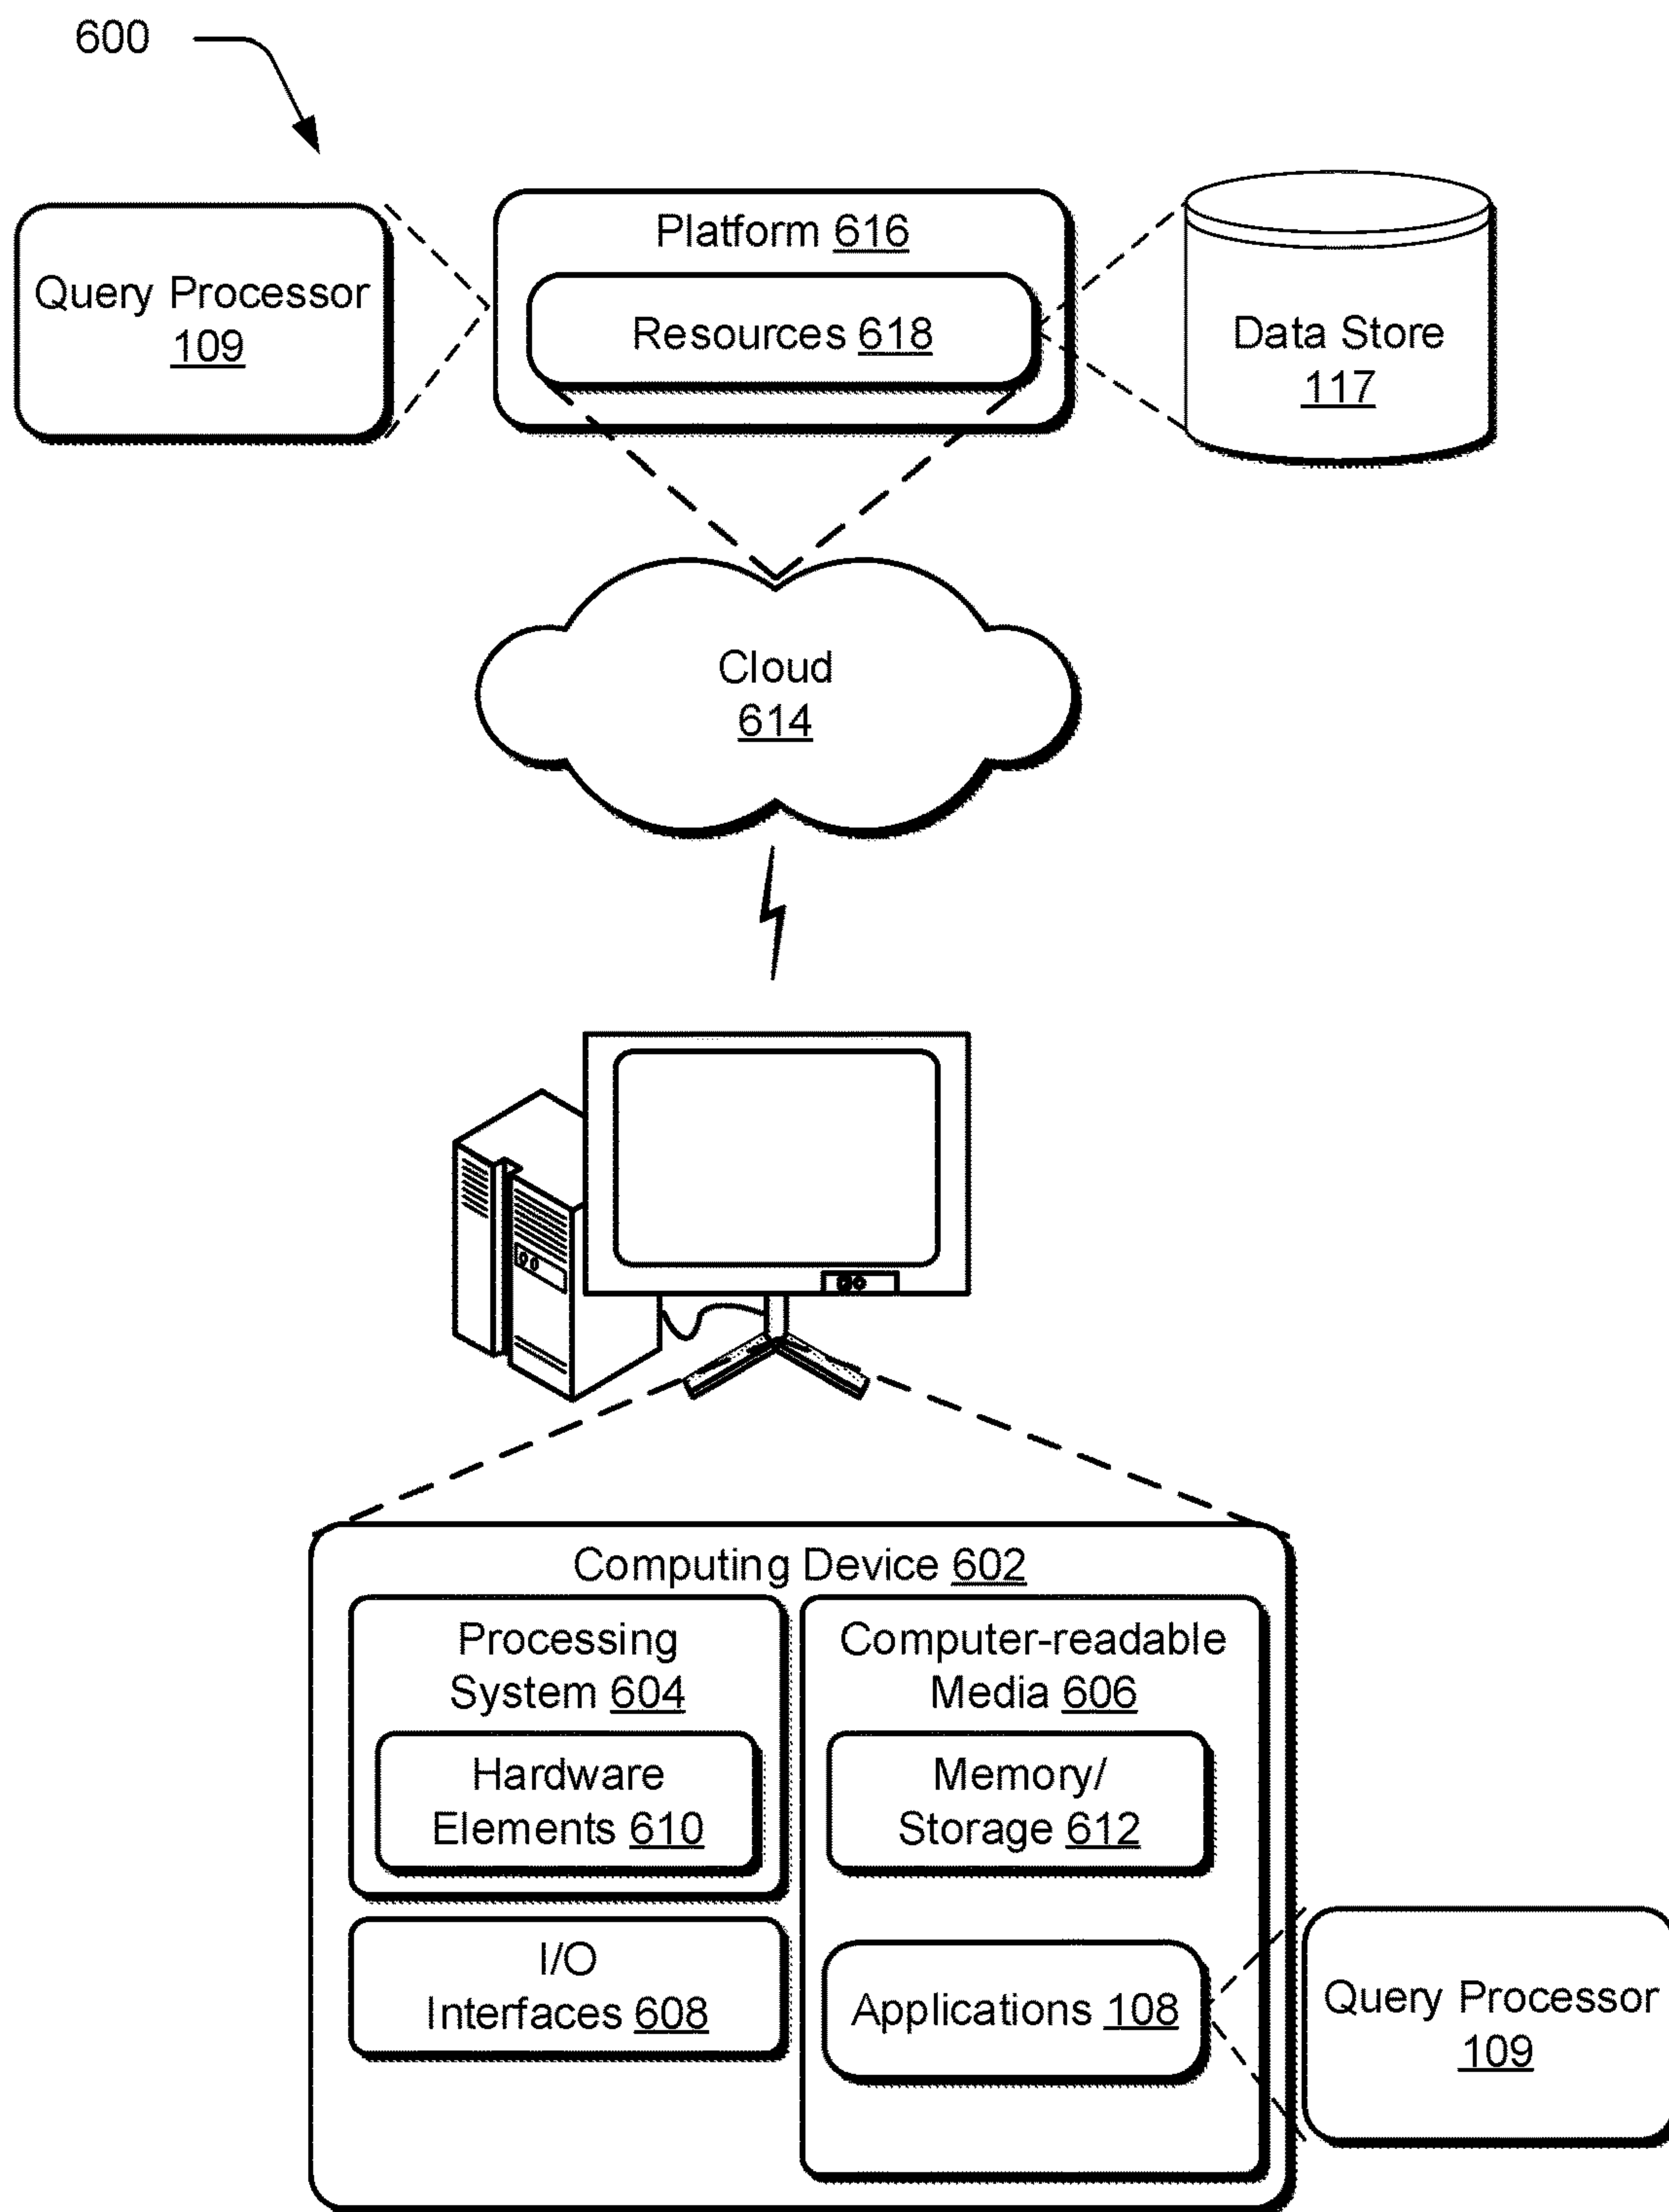 600
Query Processor
109
Platform 616
Resources 618
Data Store
117
Cloud
614
Computing Device 602
Processing
System 604
Hardware
Elements 610
I/O
Interfaces 608
Computer-readable
Media 606
Memory/
Storage 612
Applications 108
Query Processor
109